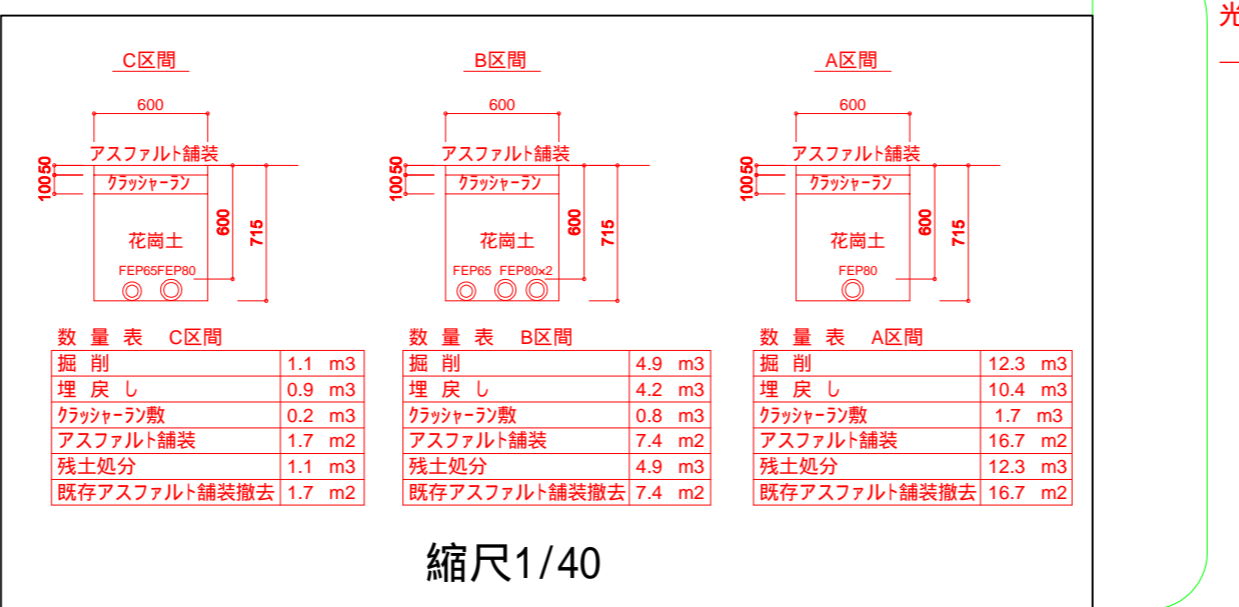 光
C区間
600
アスファルト舗装
クラッシャーラン
50
100
花崗土
600
715
FEP65FEP80
B区間
600
アスファルト舗装
クラッシャーラン
50
100
花崗土
600
715
FEP65 FEP80×2
A区間
600
アスファルト舗装
クラッシャーラン
50
100
花崗土
600
715
FEP80
数 量 表 C区間
掘 削 1.1 m3
埋 戻 し 0.9 m3
クラッシャーラン敷 0.2 m3
アスファルト舗装 1.7 m2
残土処分 1.1 m3
既存アスファルト舗装撤去 1.7 m2
数 量 表 B区間
掘 削 4.9 m3
埋 戻 し 4.2 m3
クラッシャーラン敷 0.8 m3
アスファルト舗装 7.4 m2
残土処分 4.9 m3
既存アスファルト舗装撤去 7.4 m2
数 量 表 A区間
掘 削 12.3 m3
埋 戻 し 10.4 m3
クラッシャーラン敷 1.7 m3
アスファルト舗装 16.7 m2
残土処分 12.3 m3
既存アスファルト舗装撤去 16.7 m2
縮尺1/40